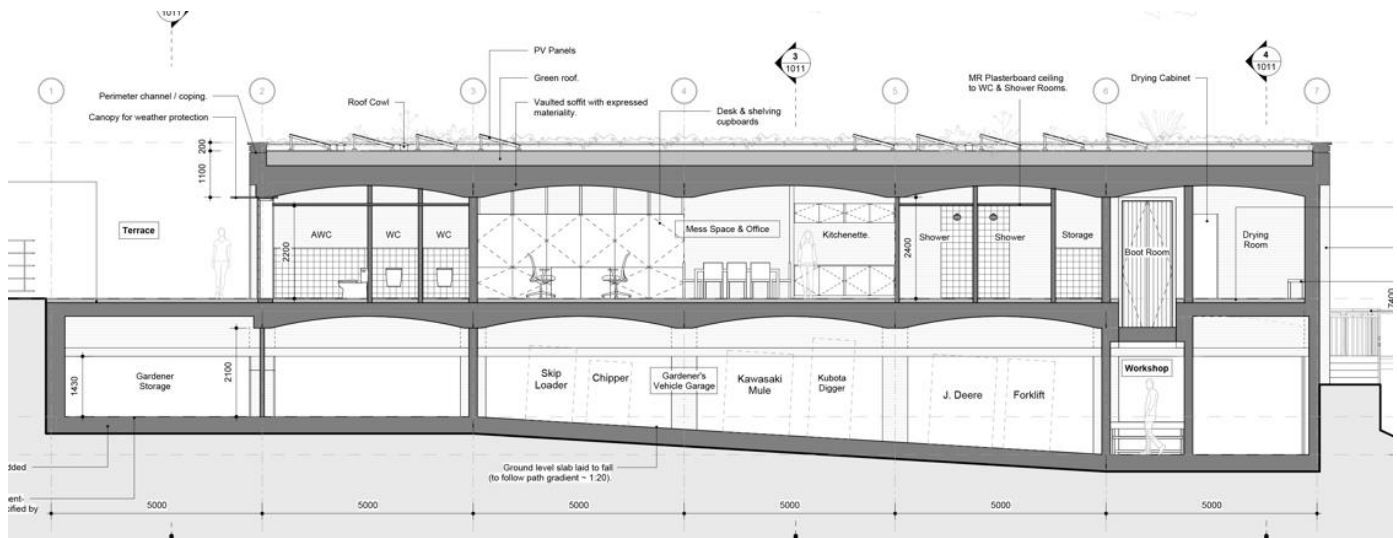 1011
3
1011
4
1011
PV Panels
Green roof.
Vaulted soffit with expressed
materiality.
Perimeter channel / coping.
Canopy for weather protection
Roof Cowl
Desk & shelving
cupboards
MR Plasterboard ceiling
to WC & Shower Rooms.
Drying Cabinet
1
2
3
4
5
6
7
200
1100
Terrace
2200
AWC
WC
WC
Mess Space & Office
Kitchenette.
2400
Shower
Shower
Storage
Boot Room
Drying
Room
7400
1430
Gardener
Storage
2100
Skip
Loader
Chipper
Gardener's
Vehicle Garage
Kawasaki
Mule
Kubota
Digger
J. Deere
Forklift
Workshop
Ground level slab laid to fall
(to follow path gradient ~ 1:20).
5000
5000
5000
5000
5000
5000